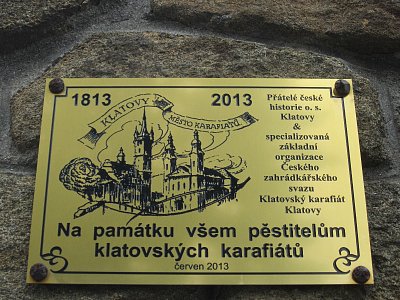 1813
2013
KLATOVY
MĚSTO KARAFIÁTŮ
Přátelé české
historie o. s.
Klatovy
&
specializovaná
základní
organizace
Českého
zahrádkářského
svazu
Klatovský karafiát
Klatovy
Na památku všem pěstitelům
klatovských karafiátů
červen 2013